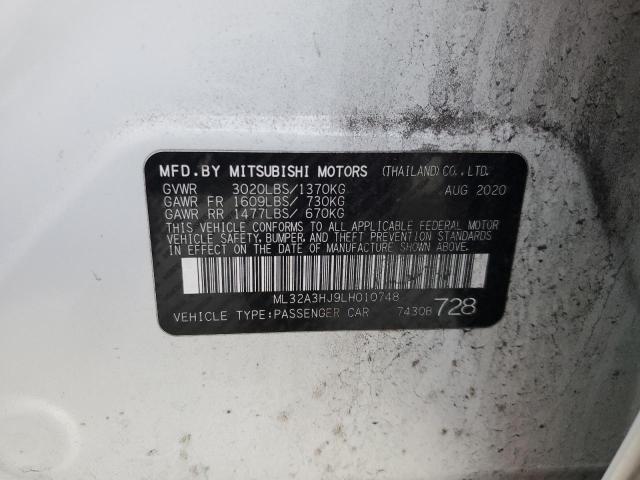 MFD.BY MITSUBISHI MOTORS (THAILAND)CO.,LTD.
GVWR 3020LBS/1370KG AUG 2020
GAWR FR 1609LBS/ 730KG
GAWR RR 1477LBS/ 670KG
THIS VEHICLE CONFORMS TO ALL APPLICABLE FEDERAL MOTOR
VEHICLE SAFETY, BUMPER, AND THEFT PREVENTION STANDARDS
IN EFFECT ON THE DATE OF MANUFACTURE SHOWN ABOVE.
ML32A3HJ9LH010748
VEHICLE TYPE:PASSENGER CAR 7430B 728